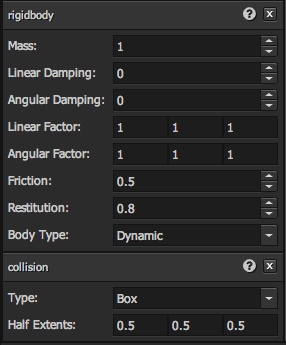 rigidbody ? x
Mass: 1
Linear Damping: 0
Angular Damping: 0
Linear Factor: 1 1 1
Angular Factor: 1 1 1
Friction: 0.5
Restitution: 0.8
Body Type: Dynamic
collision ? x
Type: Box
Half Extents: 0.5 0.5 0.5